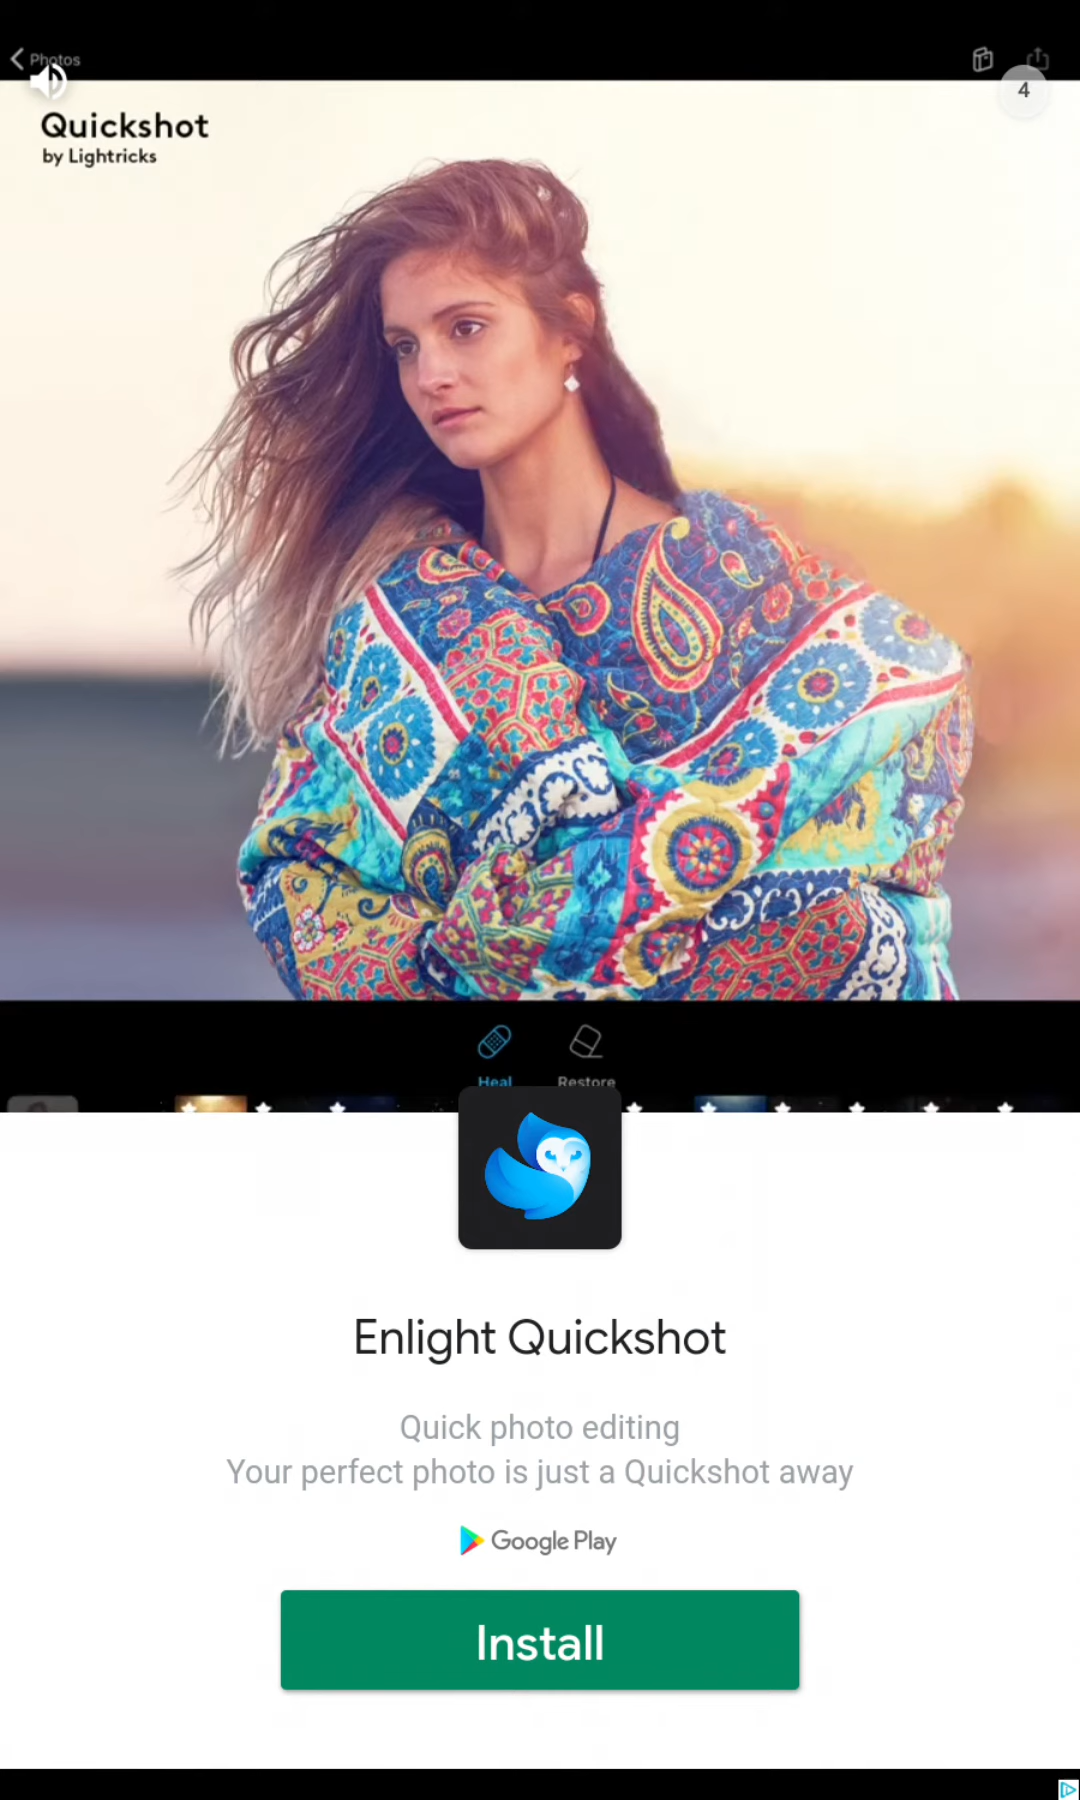 Photos
4
Quickshot
by Lightricks
Heal
Restore
Enlight Quickshot
Quick photo editing
Your perfect photo is just a Quickshot away
Google Play
Install